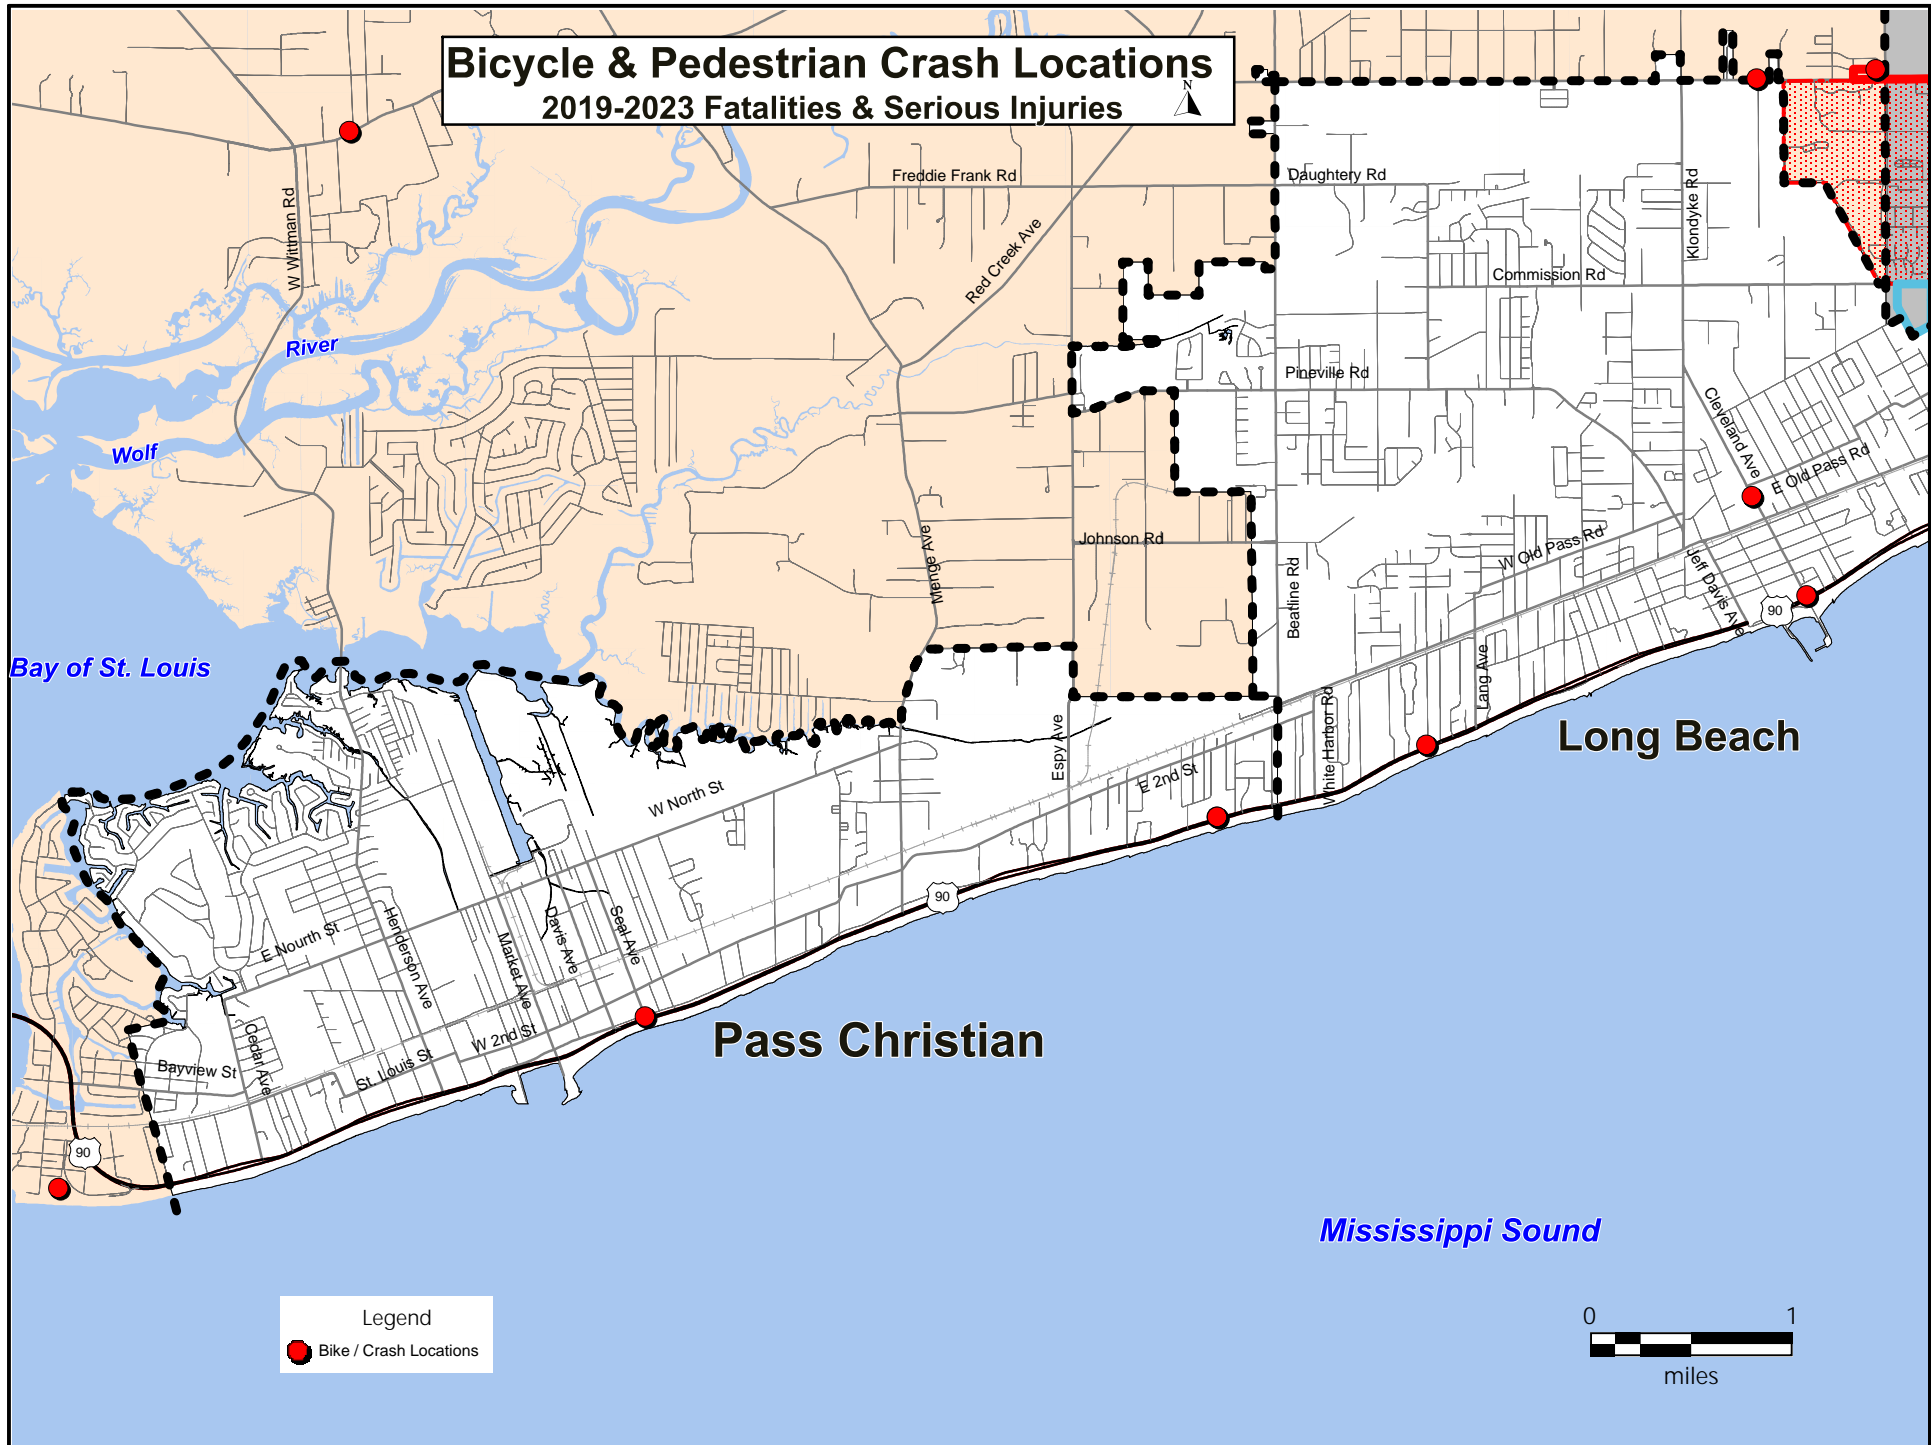 Bicycle & Pedestrian Crash Locations
2019-2023 Fatalities & Serious Injuries
N
Freddie Frank Rd
Daughtery Rd
W Wittman Rd
Klondyke Rd
Red Creek Ave
Commission Rd
River
Pineville Rd
Cleveland Ave
Wolf
E Old Pass Rd
Menge Ave
Johnson Rd
W Old Pass Rd
Beatline Rd
Jeff Davis Ave
90
Bay of St. Louis
Lang Ave
White Harbor Rd
Long Beach
Espy Ave
E 2nd St
W North St
90
E Nourth St
Henderson Ave
Market Ave
Davis Ave
Seal Ave
Pass Christian
W 2nd St
St. Louis St
Cedar Ave
Bayview St
90
Mississippi Sound
Legend
Bike / Crash Locations
0 1
miles